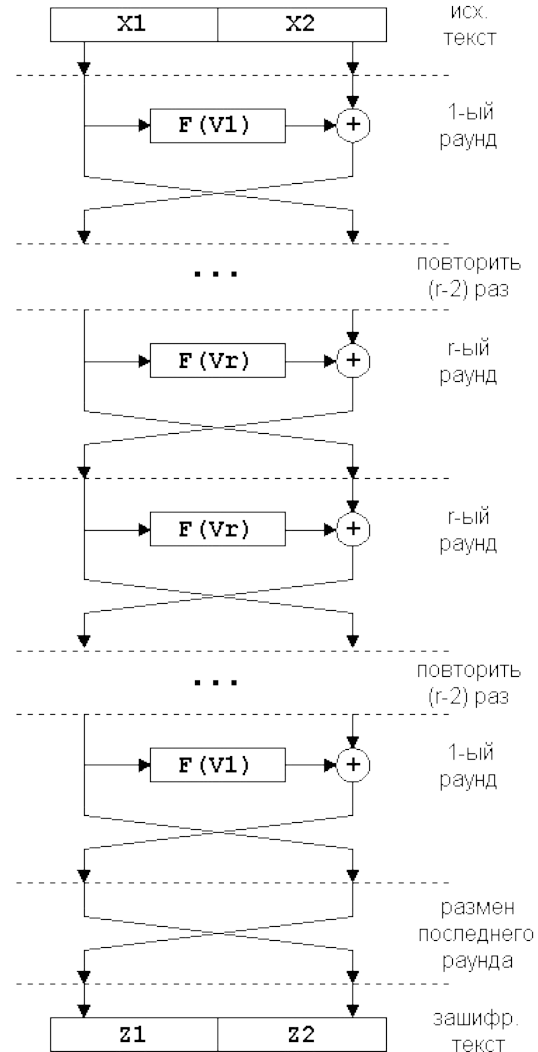 X1 X2
исх.
текст
F(V1) +
1-ый
раунд
...
повторить
(r-2) раз
F(Vr) +
r-ый
раунд
F(Vr) +
r-ый
раунд
...
повторить
(r-2) раз
F(V1) +
1-ый
раунд
размен
последнего
раунда
Z1 Z2
зашифр.
текст